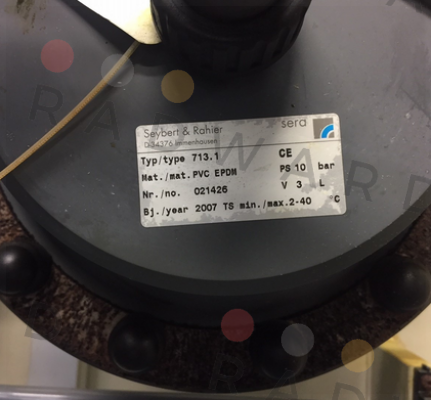 Seybert & Rahier
sera
D-34376 Immenhausen
Typ/type 713.1
CE
Mat./mat. PVC EPDM
PS 10 bar
Nr./no. 021426
V 3 L
Bj./year 2007 TS min./max.2-40 °C